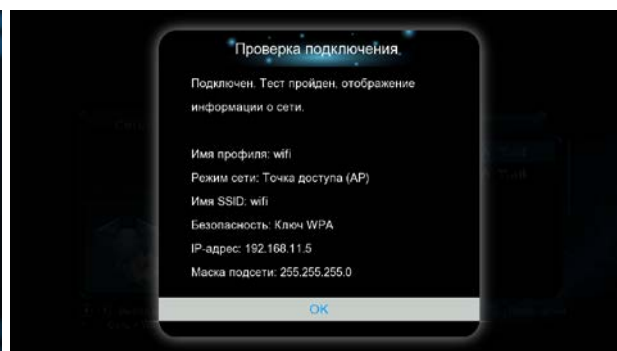 Проверка подключения
Подключен. Тест пройден, отображение
информации о сети.
Имя профиля: wifi
Режим сети: Точка доступа (AP)
Имя SSID: wifi
Безопасность: Ключ WPA
IP-адрес: 192.168.11.5
Маска подсети: 255.255.255.0
OK